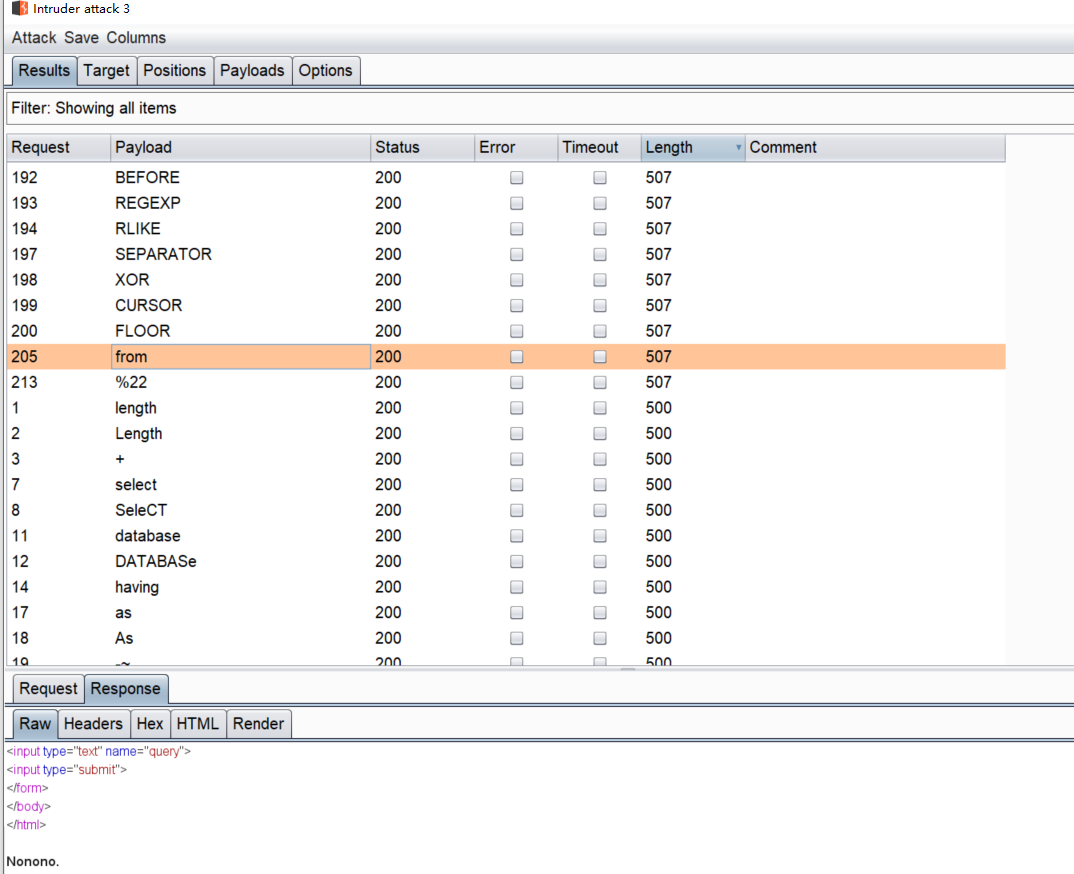 Intruder attack 3
Attack Save Columns
Results Target Positions Payloads Options
Filter: Showing all items
Request Payload Status Error Timeout Length Comment
192 BEFORE 200 507
193 REGEXP 200 507
194 RLIKE 200 507
197 SEPARATOR 200 507
198 XOR 200 507
199 CURSOR 200 507
200 FLOOR 200 507
205 from 200 507
213 %22 200 507
1 length 200 500
2 Length 200 500
3 + 200 500
7 select 200 500
8 SeleCT 200 500
11 database 200 500
12 DATABASe 200 500
14 having 200 500
17 as 200 500
18 As 200 500
19 -~ 200 500
Request Response
Raw Headers Hex HTML Render
<input type="text" name="query">
<input type="submit">
</form>
</body>
</html>
Nonono.